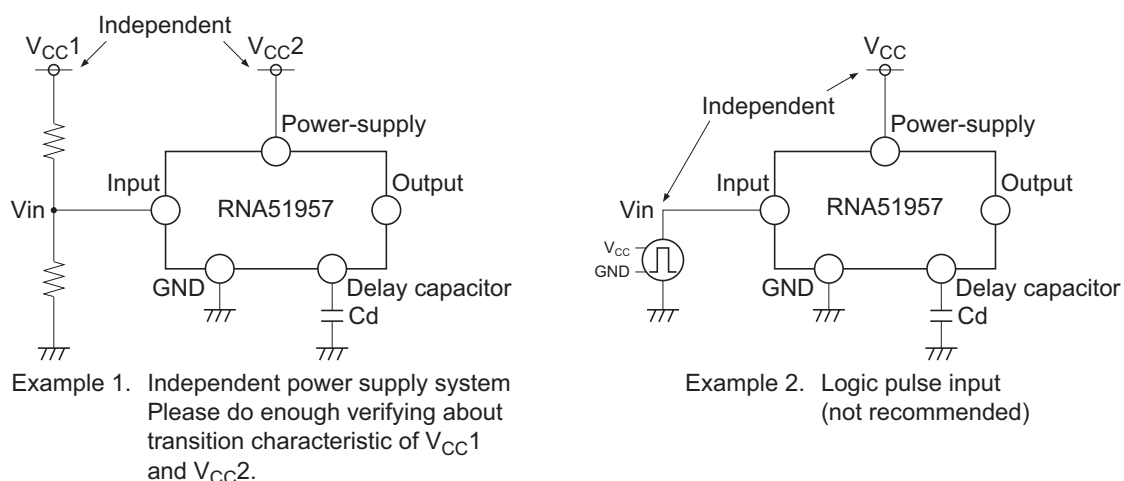 Independent
VCC1
VCC2
Power-supply
Input
Output
Vin
RNA51957
GND
Delay capacitor
Cd
Example 1. Independent power supply system
Please do enough verifying about
transition characteristic of VCC1
and VCC2.
VCC
Independent
Power-supply
Input
Output
Vin
RNA51957
VCC
GND
GND
Delay capacitor
Cd
Example 2. Logic pulse input
(not recommended)